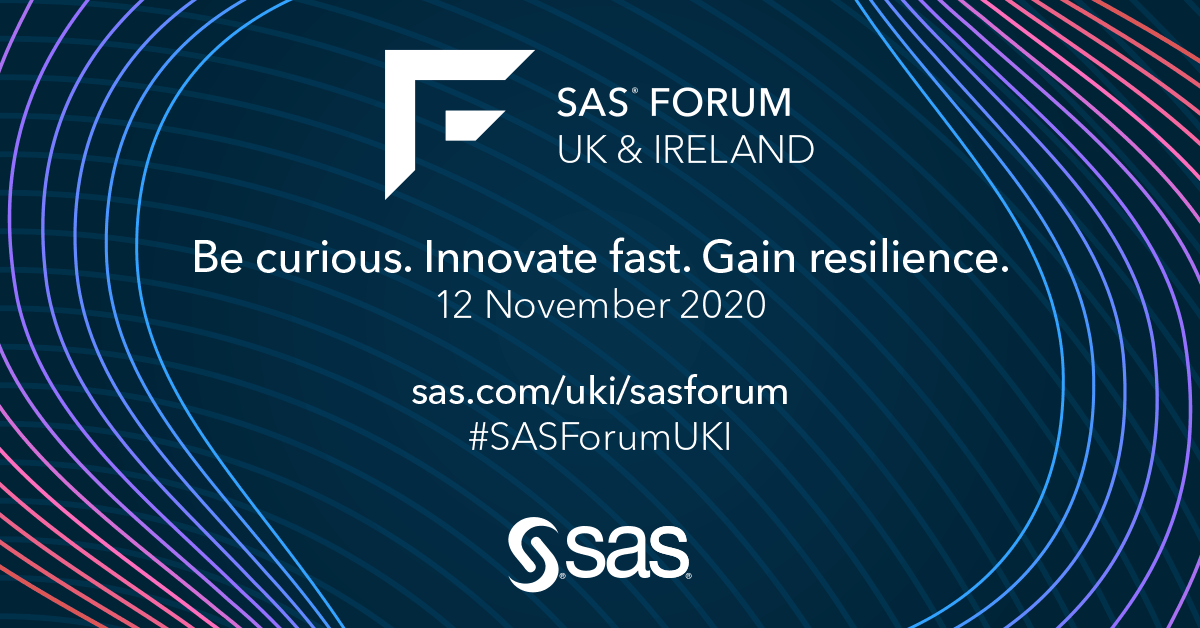 SAS® FORUM
UK & IRELAND
Be curious. Innovate fast. Gain resilience.
12 November 2020
sas.com/uki/sasforum
#SASForumUKI
®sas®